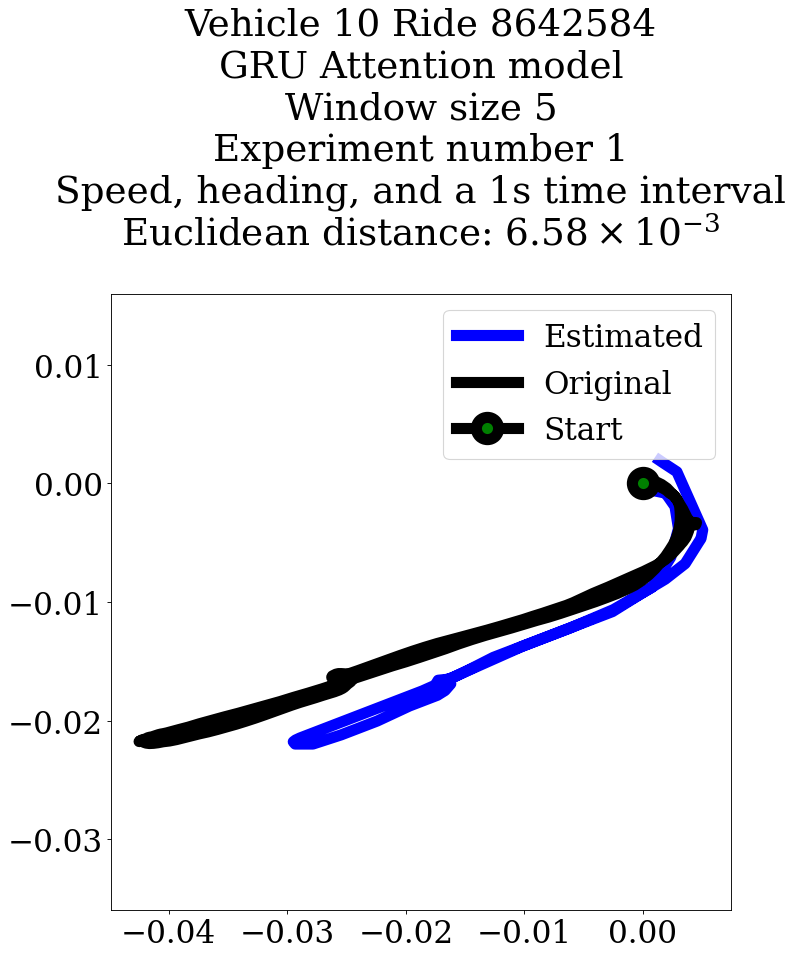 Vehicle 10 Ride 8642584
GRU Attention model
Window size 5
Experiment number 1
Speed, heading, and a 1s time interval
Euclidean distance: 6.58 × 10⁻³
Estimated
Original
Start
0.01
0.00
−0.01
−0.02
−0.03
−0.04 −0.03 −0.02 −0.01 0.00